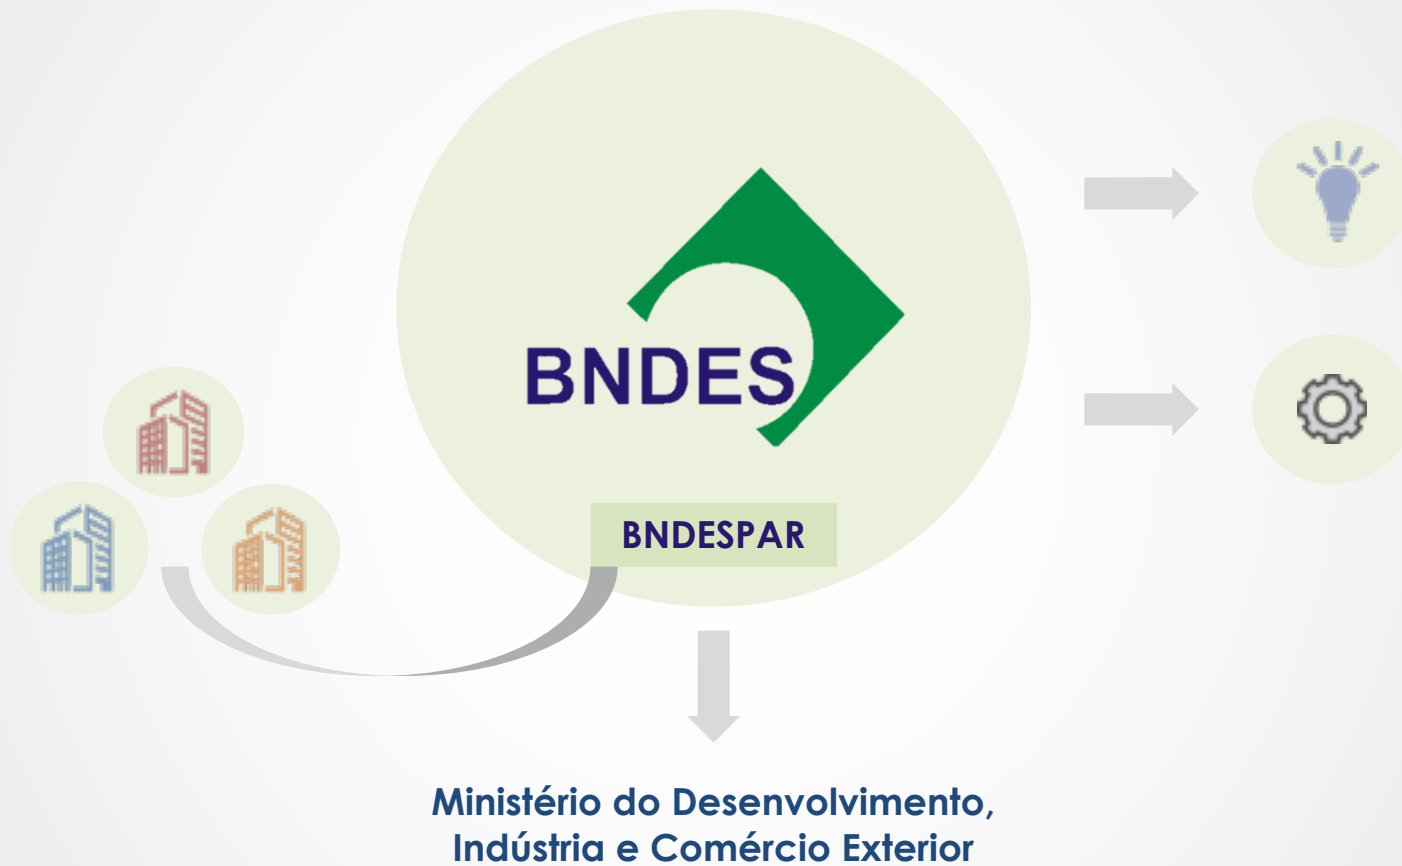 BNDES
BNDESPAR
Ministério do Desenvolvimento,
Indústria e Comércio Exterior